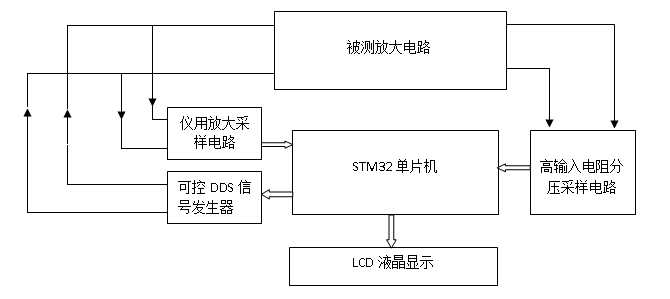 被测放大电路
仪用放大采
样电路
STM32 单片机
高输入电阻分
压采样电路
可控 DDS 信
号发生器
LCD 液晶显示